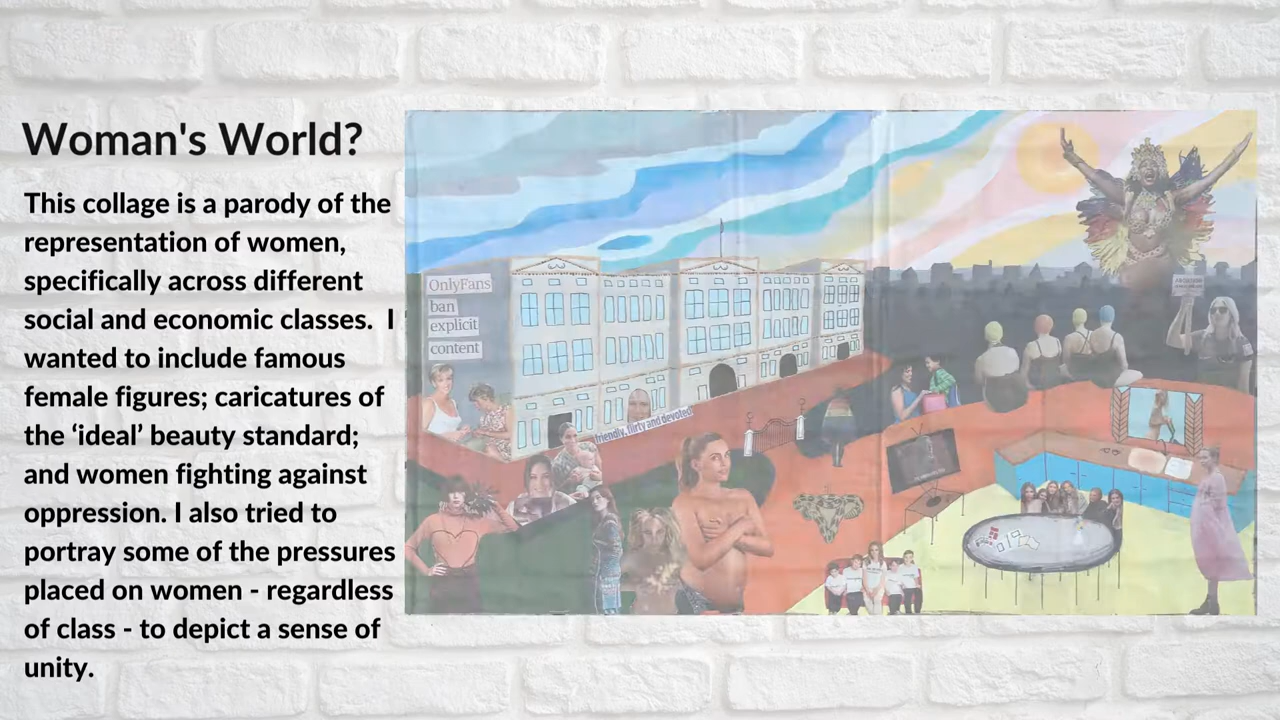 Woman's World?
This collage is a parody of the
representation of women,
specifically across different
social and economic classes.  I
wanted to include famous
female figures; caricatures of
the ‘ideal’ beauty standard;
and women fighting against
oppression. I also tried to
portray some of the pressures
placed on women - regardless
of class - to depict a sense of
unity.
OnlyFans
ban
explicit
content
friendly, flirty and devoted